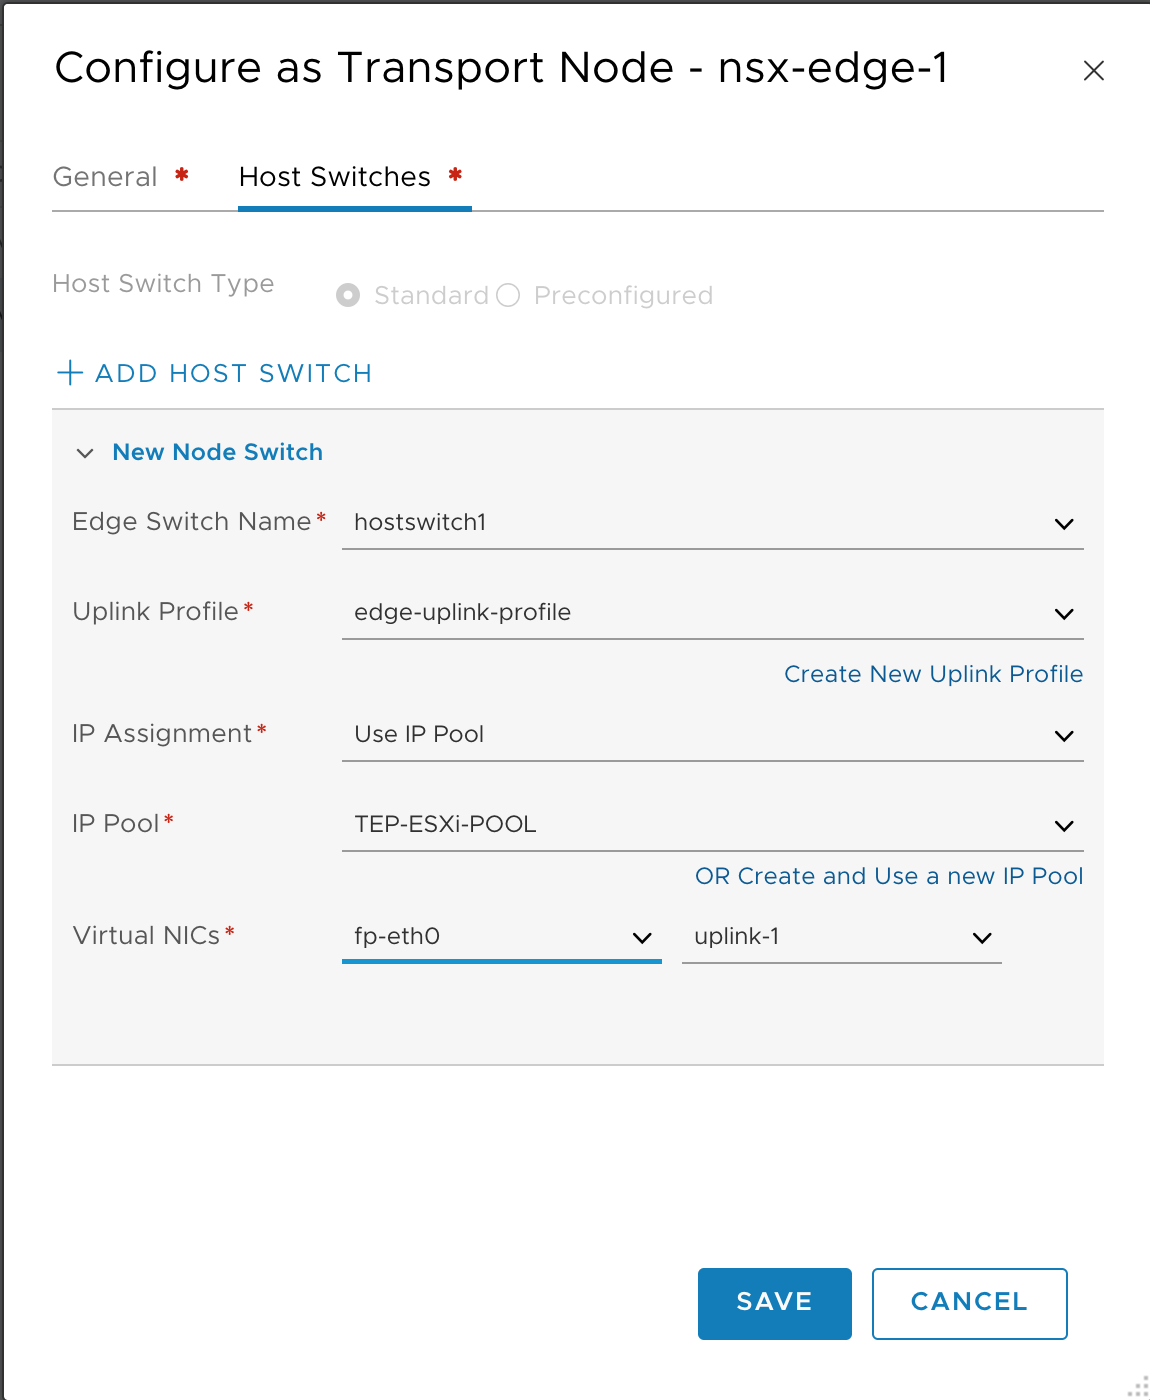 Configure as Transport Node - nsx-edge-1
General * Host Switches *
Host Switch Type Standard Preconfigured
+ ADD HOST SWITCH
New Node Switch
Edge Switch Name* hostswitch1
Uplink Profile* edge-uplink-profile
Create New Uplink Profile
IP Assignment* Use IP Pool
IP Pool* TEP-ESXi-POOL
OR Create and Use a new IP Pool
Virtual NICs* fp-eth0 uplink-1
SAVE CANCEL